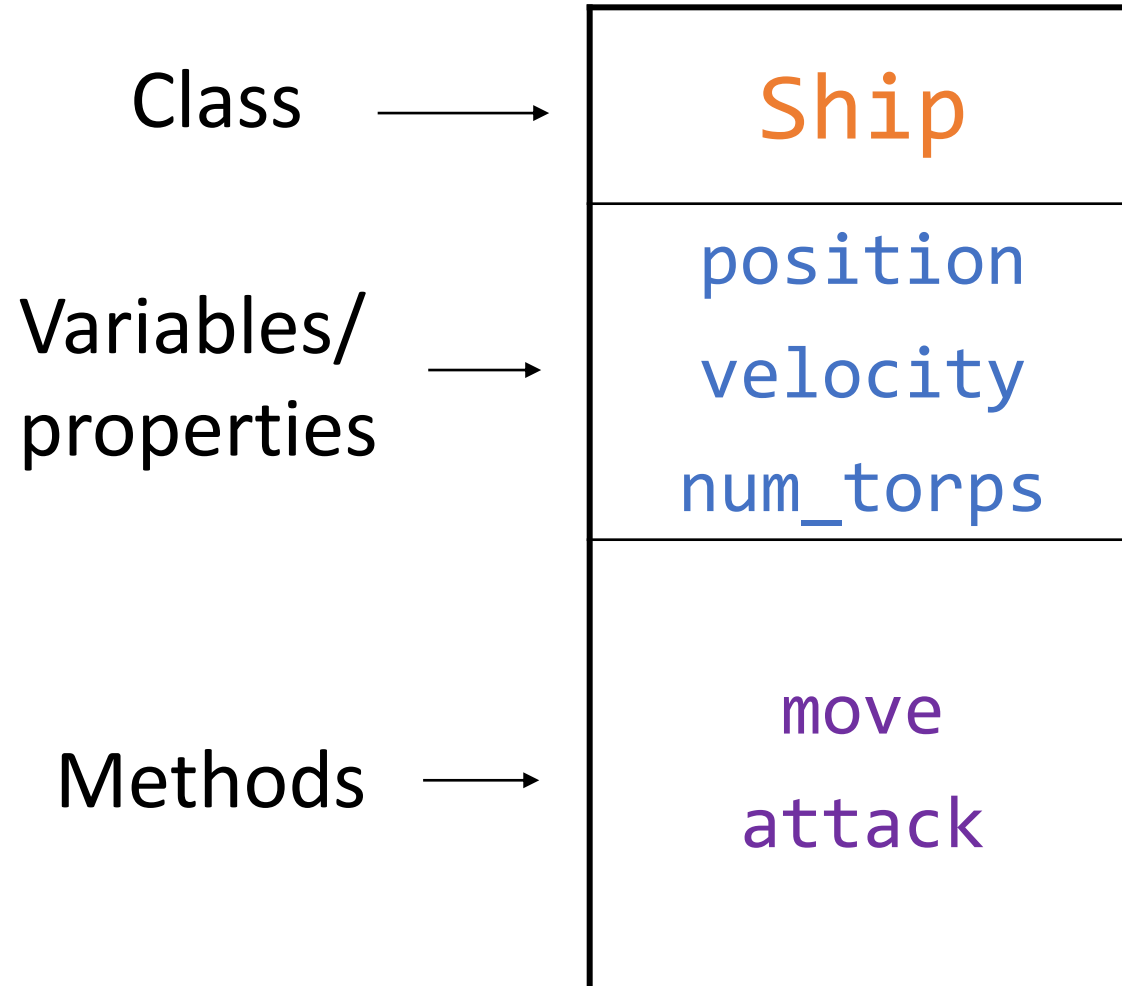 Class
Ship
Variables/
properties
position
velocity
num_torps
Methods
move
attack